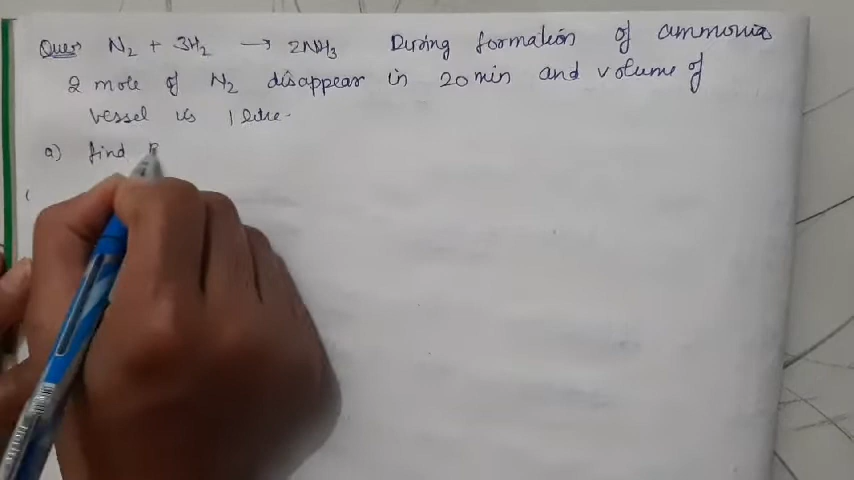 Ques N₂ + 3H₂ → 2NH₃ During formation of ammonia
2 mole of N₂ disappear in 20 min and volume of
vessel is 1 litre.
a) find